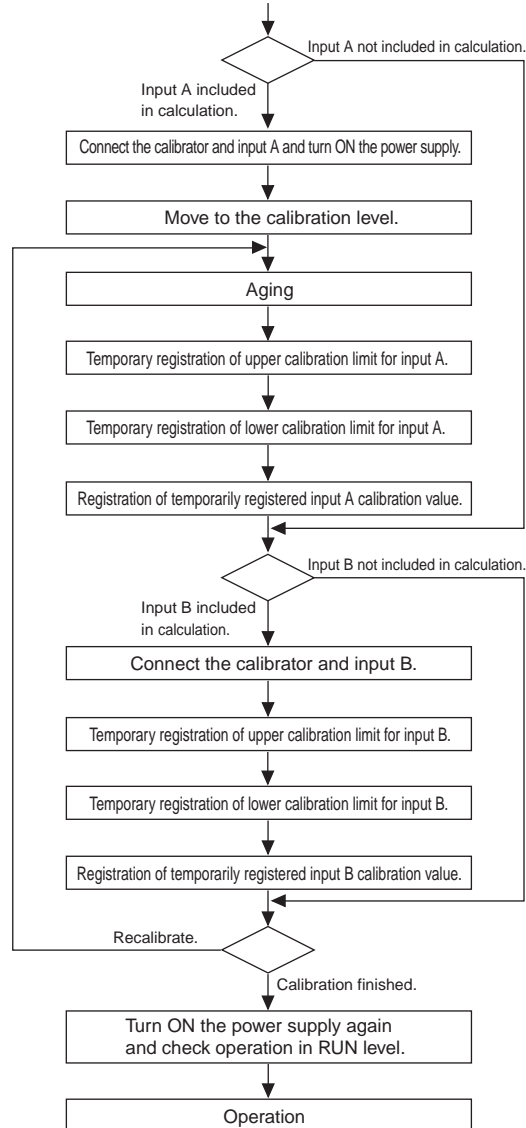 Input A not included in calculation.
Input A included
in calculation.
Connect the calibrator and input A and turn ON the power supply.
Move to the calibration level.
Aging
Temporary registration of upper calibration limit for input A.
Temporary registration of lower calibration limit for input A.
Registration of temporarily registered input A calibration value.
Input B not included in calculation.
Input B included
in calculation.
Connect the calibrator and input B.
Temporary registration of upper calibration limit for input B.
Temporary registration of lower calibration limit for input B.
Registration of temporarily registered input B calibration value.
Recalibrate.
Calibration finished.
Turn ON the power supply again
and check operation in RUN level.
Operation